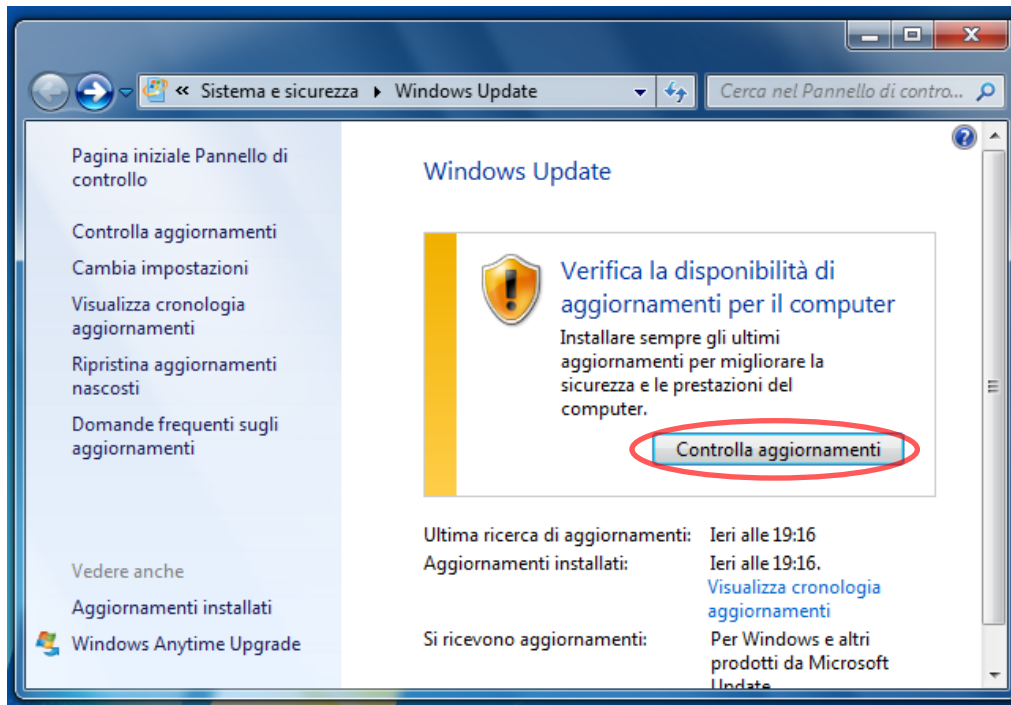 « Sistema e sicurezza ▸ Windows Update
Cerca nel Pannello di contro...
Pagina iniziale Pannello di
controllo
Controlla aggiornamenti
Cambia impostazioni
Visualizza cronologia
aggiornamenti
Ripristina aggiornamenti
nascosti
Domande frequenti sugli
aggiornamenti
Vedere anche
Aggiornamenti installati
Windows Anytime Upgrade
Windows Update
Verifica la disponibilità di
aggiornamenti per il computer
Installare sempre gli ultimi
aggiornamenti per migliorare la
sicurezza e le prestazioni del
computer.
Controlla aggiornamenti
Ultima ricerca di aggiornamenti: Ieri alle 19:16
Aggiornamenti installati: Ieri alle 19:16.
Visualizza cronologia
aggiornamenti
Si ricevono aggiornamenti: Per Windows e altri
prodotti da Microsoft
Update